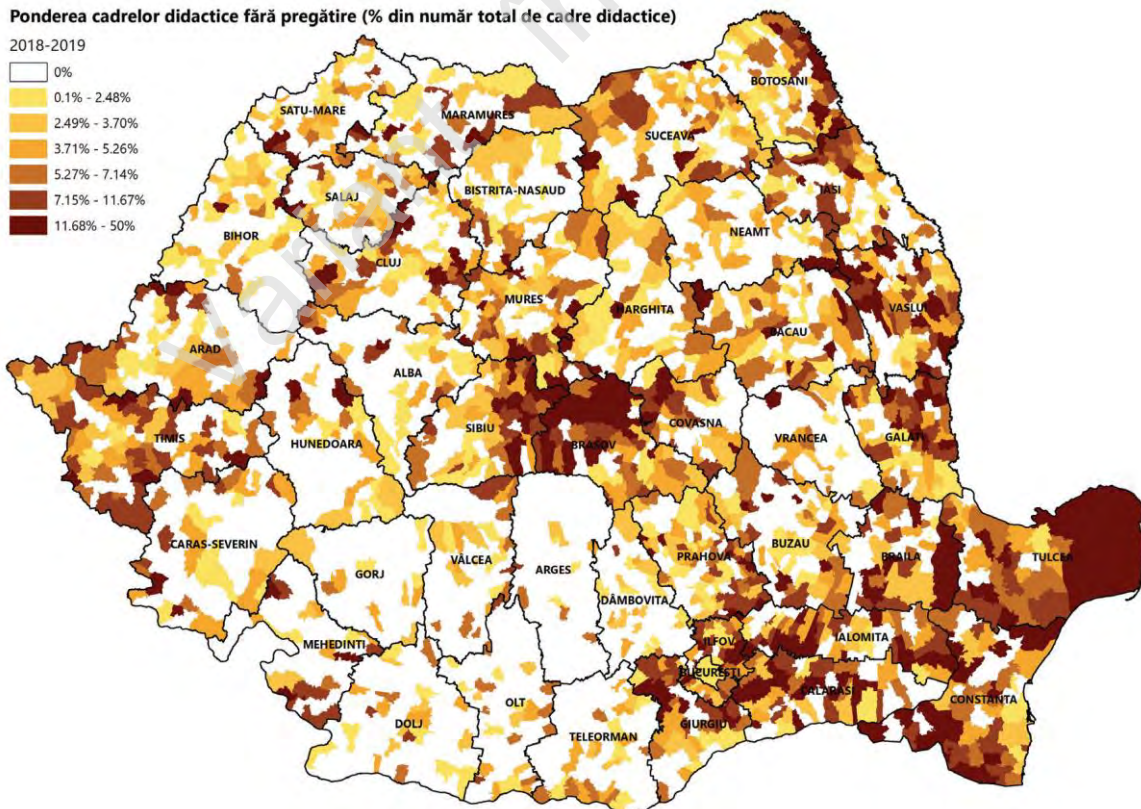 Ponderea cadrelor didactice fără pregătire (% din număr total de cadre didactice)
2018-2019
0%
0.1% - 2.48%
2.49% - 3.70%
3.71% - 5.26%
5.27% - 7.14%
7.15% - 11.67%
11.68% - 50%
BOTOSANI
SATU-MARE
MARAMURES
SUCEAVA
IASI
BISTRITA-NASAUD
SALAJ
NEAMT
BIHOR
CLUJ
MURES
HARGHITA
VASLUI
BACAU
ARAD
ALBA
TIMIS
HUNEDOARA
SIBIU
BRASOV
COVASNA
VRANCEA
GALATI
CARAS-SEVERIN
GORJ
VÂLCEA
ARGES
PRAHOVA
BUZAU
BRAILA
TULCEA
DÂMBOVITA
MEHEDINTI
ILFOV
IALOMITA
BUCURESTI
CALARASI
CONSTANTA
OLT
DOLJ
TELEORMAN
GIURGIU
Variant